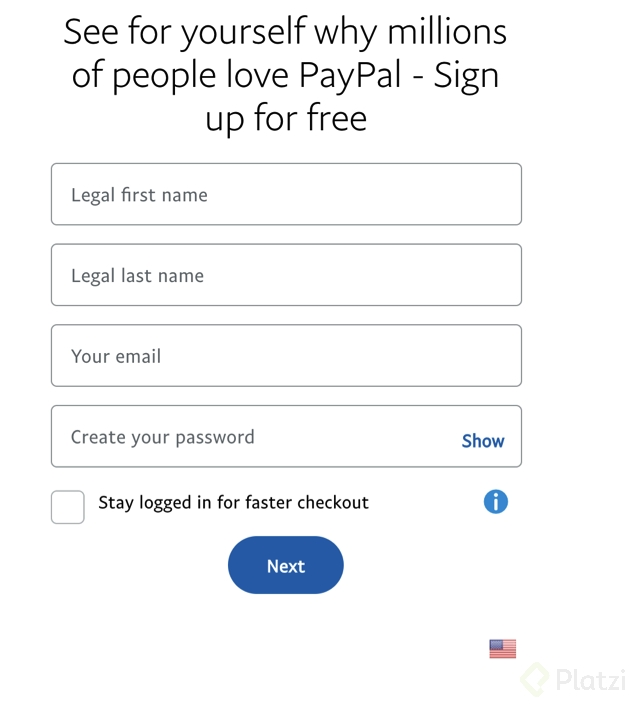 See for yourself why millions
of people love PayPal - Sign
up for free
Legal first name
Legal last name
Your email
Create your password
Show
Stay logged in for faster checkout
i
Next
Platzi